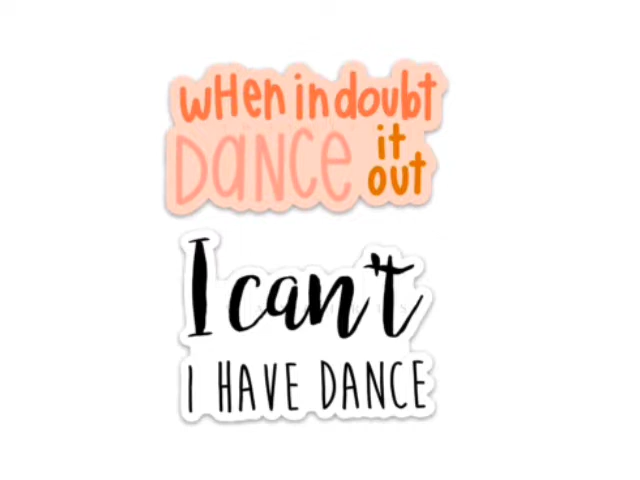 wHen in doubt
DaNCe it out
I can't
I HAVE DANCE